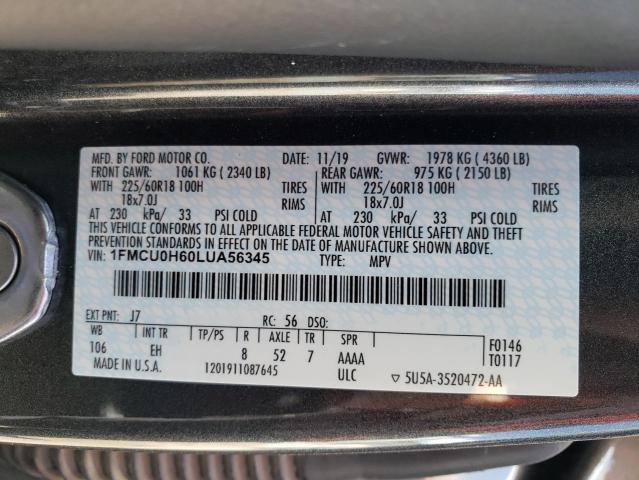 MFD. BY FORD MOTOR CO. DATE: 11/19 GVWR: 1978 KG ( 4360 LB)
FRONT GAWR: 1061 KG ( 2340 LB) REAR GAWR: 975 KG ( 2150 LB)
WITH 225/60R18 100H TIRES WITH 225/60R18 100H TIRES
18x7.0J RIMS 18x7.0J RIMS
AT 230 kPa/ 33 PSI COLD AT 230 kPa/ 33 PSI COLD
THIS VEHICLE CONFORMS TO ALL APPLICABLE FEDERAL MOTOR VEHICLE SAFETY AND THEFT
PREVENTION STANDARDS IN EFFECT ON THE DATE OF MANUFACTURE SHOWN ABOVE.
VIN: 1FMCU0H60LUA56345 TYPE: MPV
EXT PNT: J7 RC: 56 DSO:
WB INT TR TP/PS R AXLE TR SPR F0146
106 EH 8 52 7 AAAA T0117
MADE IN U.S.A. 1201911087645 ULC ▽ 5U5A-3520472-AA